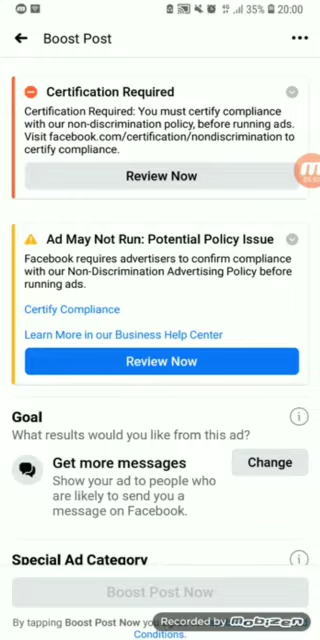 35% 20:00
Boost Post
Certification Required
Certification Required: You must certify compliance
with our non-discrimination policy, before running ads.
Visit facebook.com/certification/nondiscrimination to
certify compliance.
Review Now
Ad May Not Run: Potential Policy Issue
Facebook requires advertisers to confirm compliance
with our Non-Discrimination Advertising Policy before
running ads.
Certify Compliance
Learn More in our Business Help Center
Review Now
Goal
What results would you like from this ad?
Get more messages
Change
Show your ad to people who
are likely to send you a
message on Facebook.
Special Ad Category
Boost Post Now
By tapping Boost Post Now
Recorded by mobizen
Conditions.